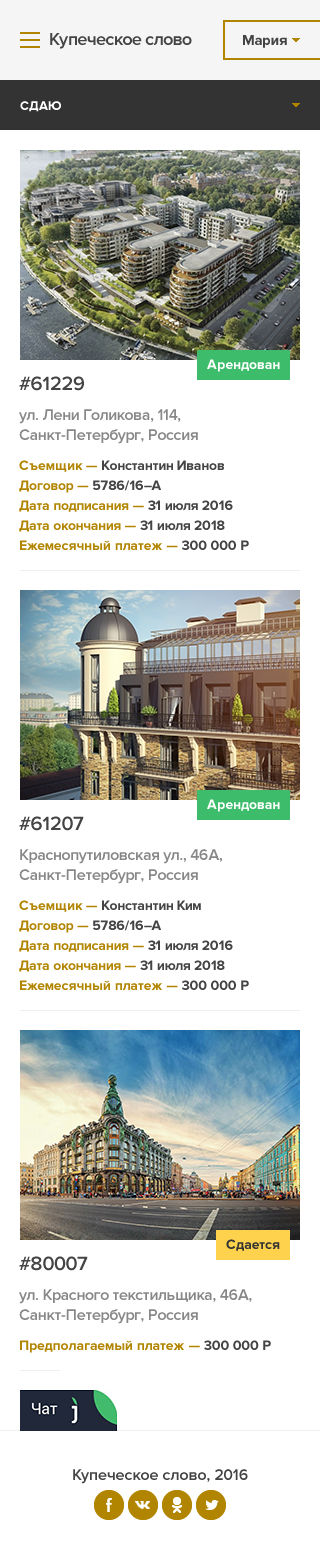 Купеческое слово
Мария
СДАЮ
Арендован
#61229
ул. Лени Голикова, 114,
Санкт-Петербург, Россия
Съемщик — Константин Иванов
Договор — 5786/16–А
Дата подписания — 31 июля 2016
Дата окончания — 31 июля 2018
Ежемесячный платеж — 300 000 Р
Арендован
#61207
Краснопутиловская ул., 46А,
Санкт-Петербург, Россия
Съемщик — Константин Ким
Договор — 5786/16–А
Дата подписания — 31 июля 2016
Дата окончания — 31 июля 2018
Ежемесячный платеж — 300 000 Р
Сдается
#80007
ул. Красного текстильщика, 46А,
Санкт-Петербург, Россия
Предполагаемый платеж — 300 000 Р
Чат
Купеческое слово, 2016